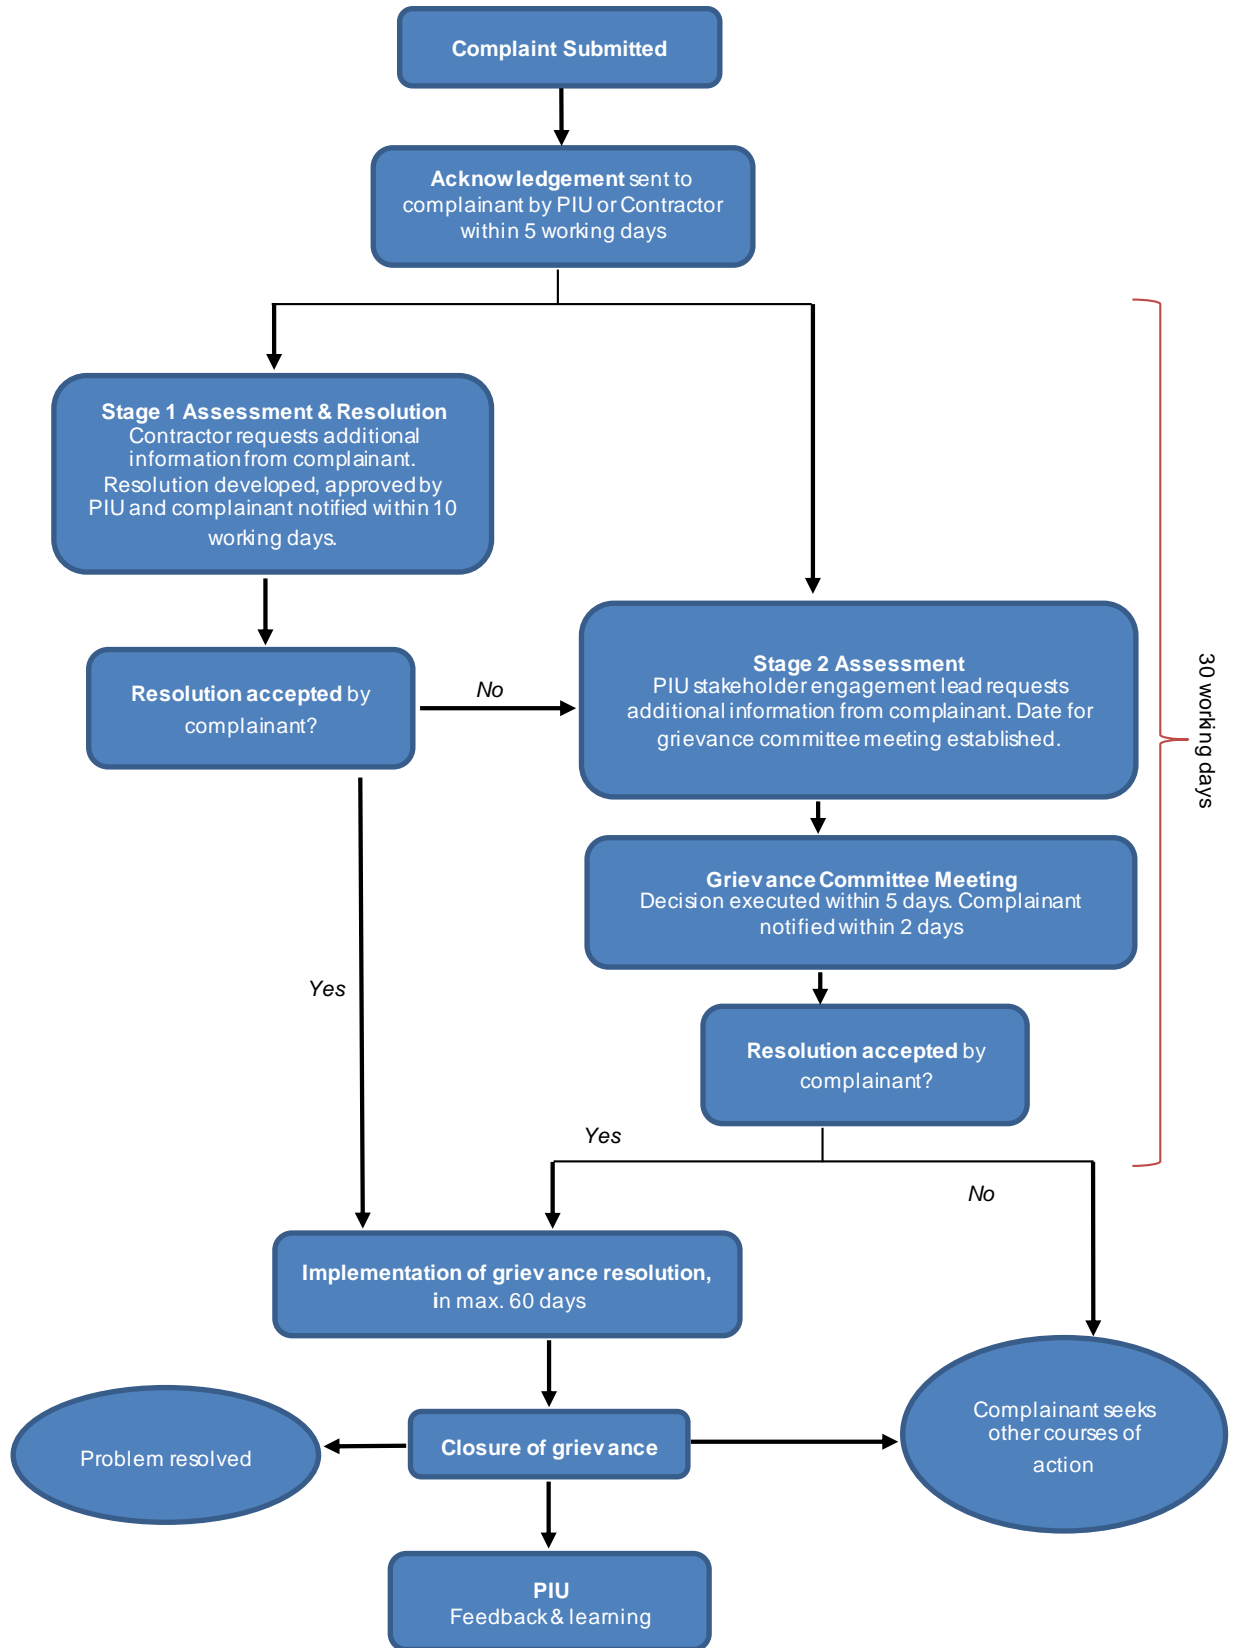 Complaint Submitted
Acknowledgement sent to
complainant by PIU or Contractor
within 5 working days
Stage 1 Assessment & Resolution
Contractor requests additional
information from complainant.
Resolution developed, approved by
PIU and complainant notified within 10
working days.
Resolution accepted by
complainant?
No
Stage 2 Assessment
PIU stakeholder engagement lead requests
additional information from complainant. Date for
grievance committee meeting established.
30 working days
Grievance Committee Meeting
Decision executed within 5 days. Complainant
notified within 2 days
Yes
Resolution accepted by
complainant?
Yes
No
Implementation of grievance resolution,
in max. 60 days
Problem resolved
Closure of grievance
Complainant seeks
other courses of
action
PIU
Feedback & learning